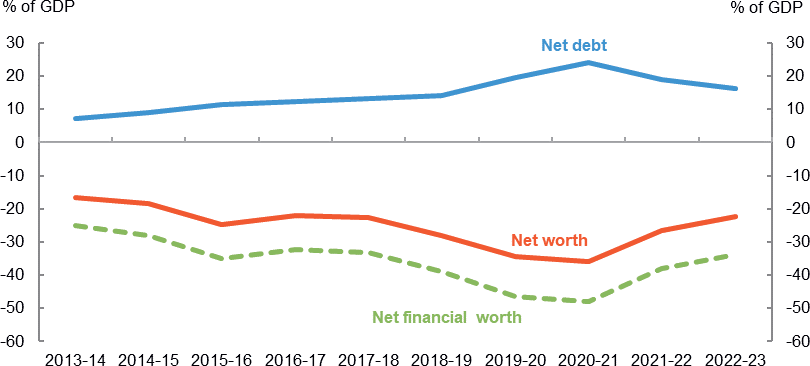 % of GDP % of GDP
30 30
Net debt
20 20
10 10
0 0
-10 -10
-20 -20
Net worth
-30 -30
-40 -40
Net financial worth
-50 -50
-60 -60
2013-14 2014-15 2015-16 2016-17 2017-18 2018-19 2019-20 2020-21 2021-22 2022-23